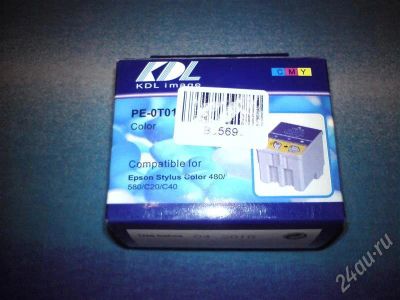 KDL
KDL image
C M Y
PE-0T01
Color
Compatible for
Epson Stylus Color 480/
580/C20/C40
24au.ru